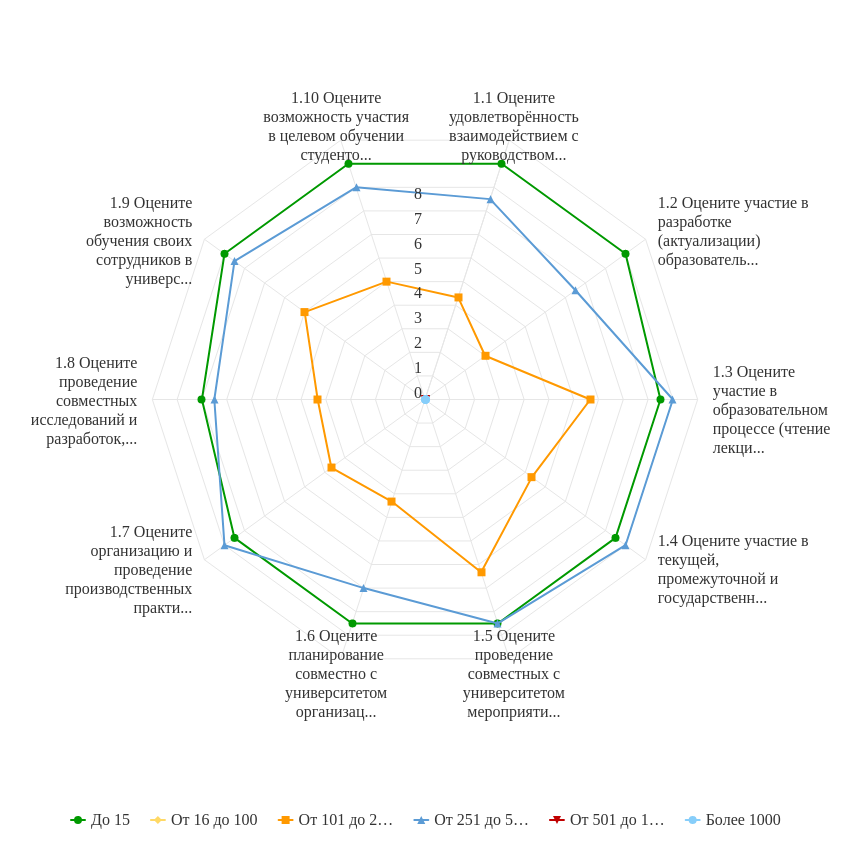 1.10 Оцените
возможность участия
в целевом обучении
студенто...
1.1 Оцените
удовлетворённость
взаимодействием с
руководством...
1.9 Оцените
возможность
обучения своих
сотрудников в
универс...
1.2 Оцените участие в
разработке
(актуализации)
образователь...
8
7
6
5
4
3
2
1
0
1.8 Оцените
проведение
совместных
исследований и
разработок,...
1.3 Оцените
участие в
образовательном
процессе (чтение
лекци...
1.7 Оцените
организацию и
проведение
производственных
практи...
1.4 Оцените участие в
текущей,
промежуточной и
государственн...
1.6 Оцените
планирование
совместно с
университетом
организац...
1.5 Оцените
проведение
совместных с
университетом
мероприяти...
До 15 От 16 до 100 От 101 до 2… От 251 до 5… От 501 до 1… Более 1000